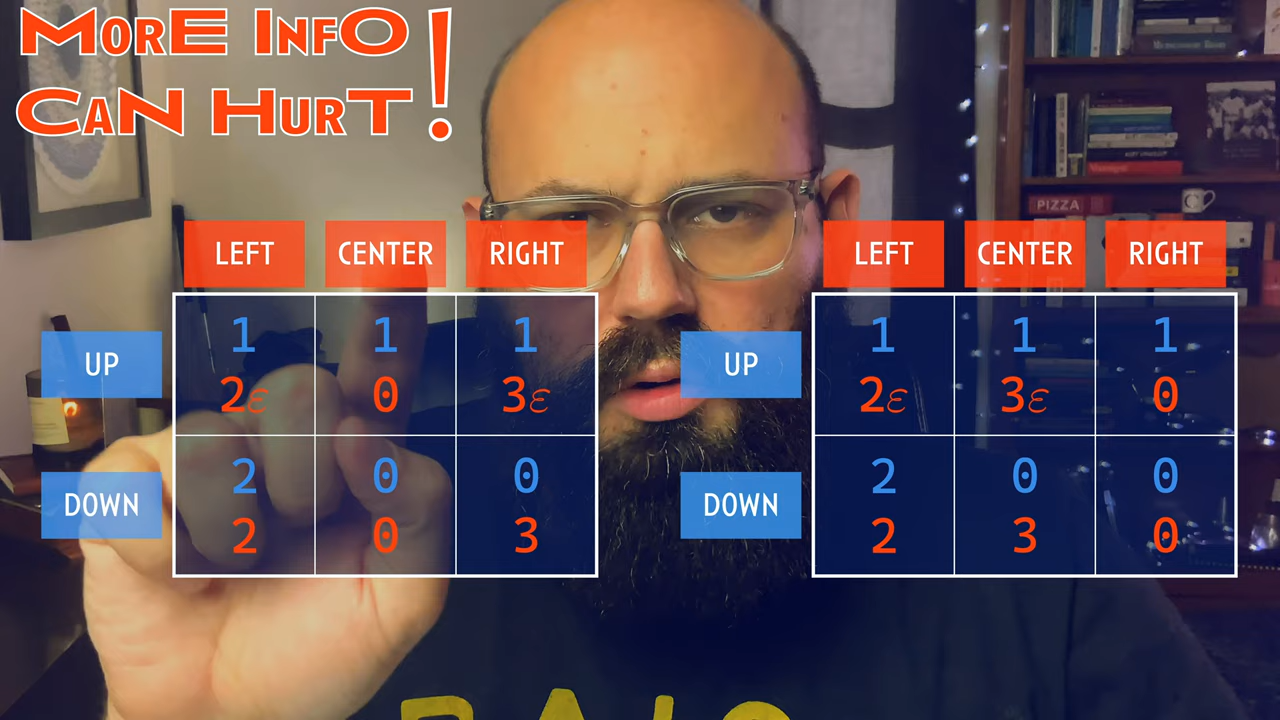 MORE INFO
CAN HURT!
LEFT CENTER RIGHT LEFT CENTER RIGHT
UP 1 1 1 UP 1 1 1
2ε 0 3ε 2ε 3ε 0
DOWN 2 0 0 DOWN 2 0 0
2 0 3 2 3 0
PIZZA